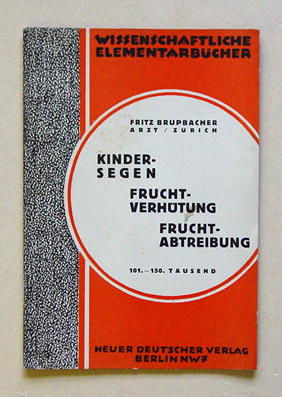 WISSENSCHAFTLICHE
ELEMENTARBÜCHER
FRITZ BRUPBACHER
ARZT / ZURICH
KINDER-
SEGEN
FRUCHT-
VERHÜTUNG
FRUCHT-
ABTREIBUNG
101.–150. TAUSEND
NEUER DEUTSCHER VERLAG
BERLIN NW7